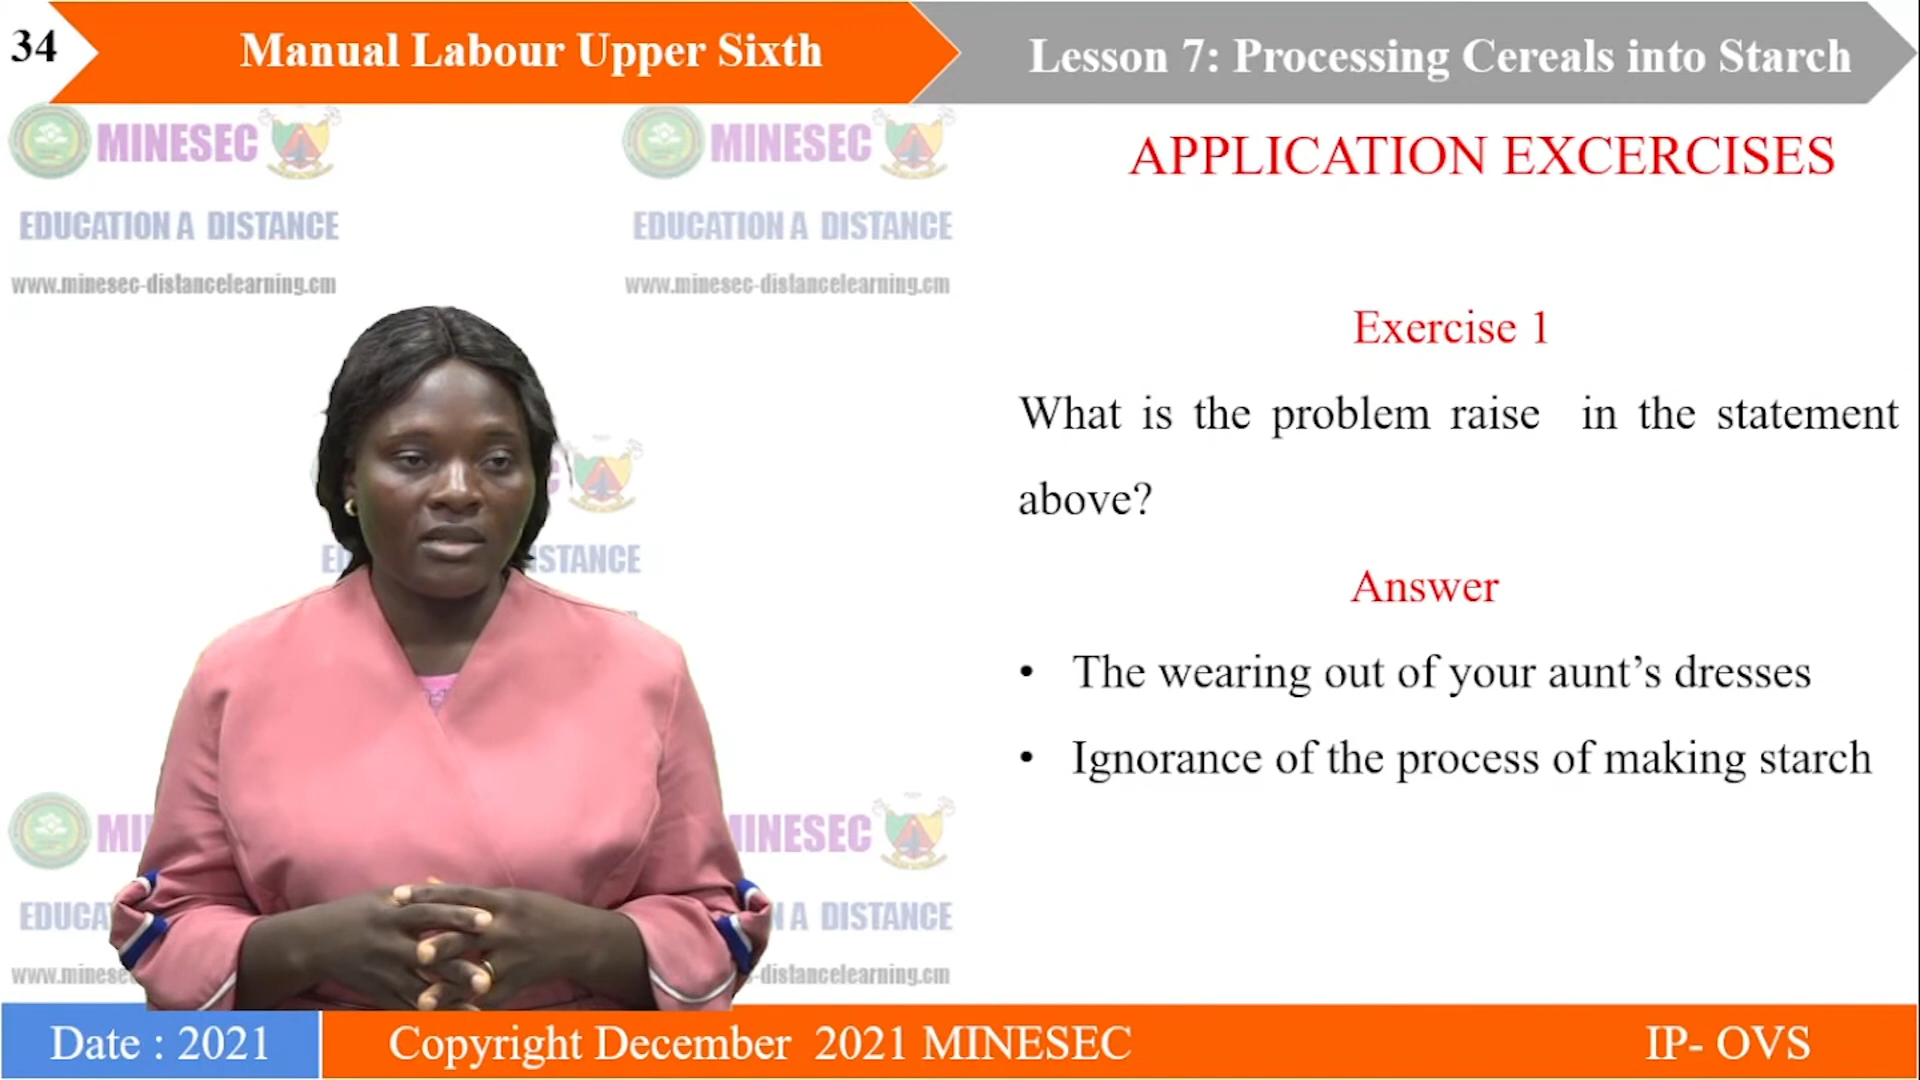 34
Manual Labour Upper Sixth
Lesson 7: Processing Cereals into Starch
MINESEC
MINESEC
EDUCATION A DISTANCE
EDUCATION A DISTANCE
www.minesec-distancelearning.cm
www.minesec-distancelearning.cm
APPLICATION EXCERCISES
Exercise 1
What is the problem raise in the statement
above?
Answer
• The wearing out of your aunt’s dresses
• Ignorance of the process of making starch
Date : 2021
Copyright December 2021 MINESEC
IP- OVS